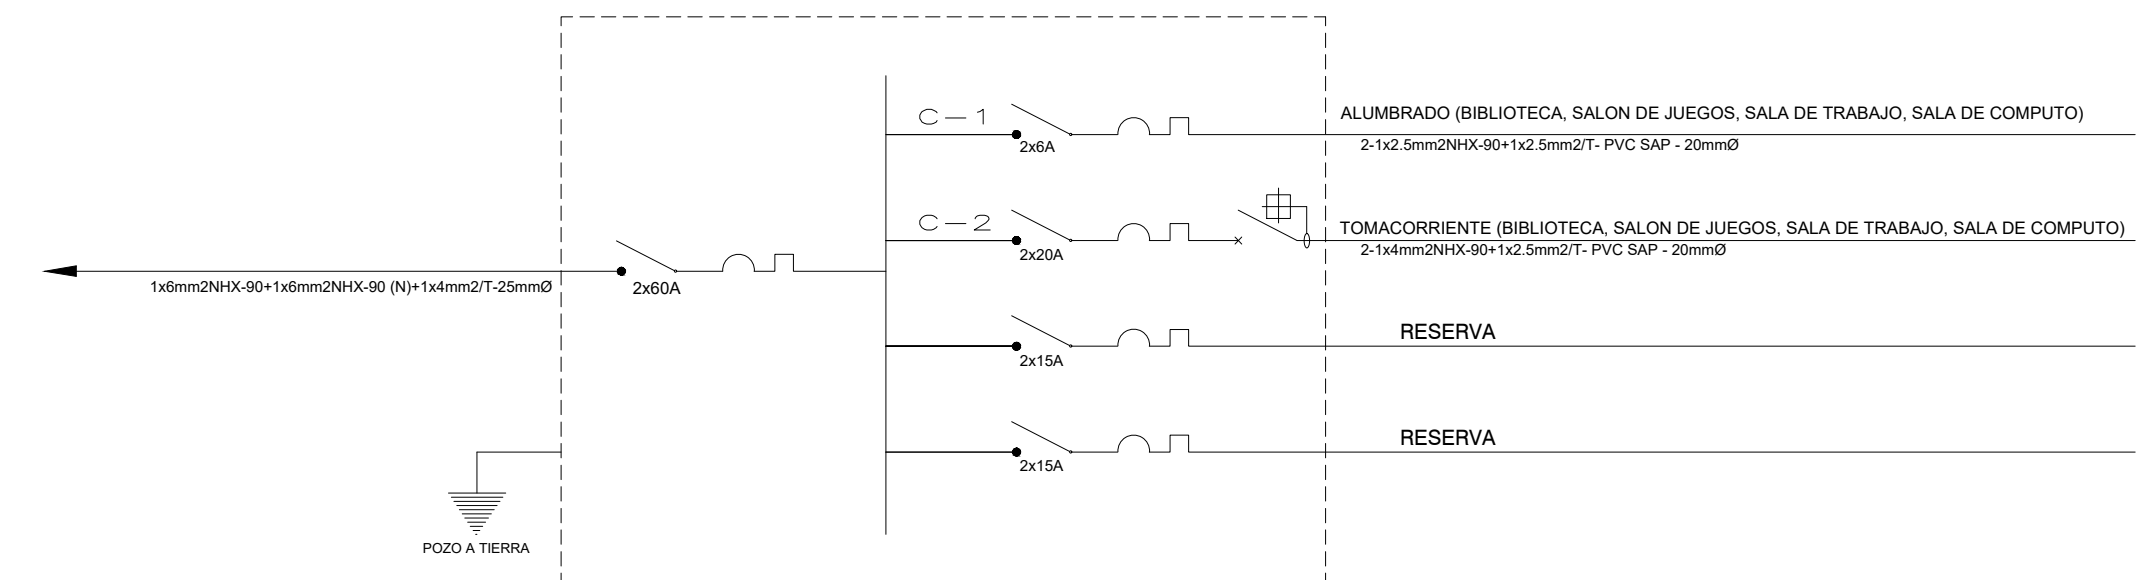 C-1
ALUMBRADO (BIBLIOTECA, SALON DE JUEGOS, SALA DE TRABAJO, SALA DE COMPUTO)
2x6A
2-1x2.5mm2NHX-90+1x2.5mm2/T- PVC SAP - 20mmØ
C-2
TOMACORRIENTE (BIBLIOTECA, SALON DE JUEGOS, SALA DE TRABAJO, SALA DE COMPUTO)
2x20A
2-1x4mm2NHX-90+1x2.5mm2/T- PVC SAP - 20mmØ
1x6mm2NHX-90+1x6mm2NHX-90 (N)+1x4mm2/T-25mmØ
2x60A
RESERVA
2x15A
RESERVA
2x15A
POZO A TIERRA